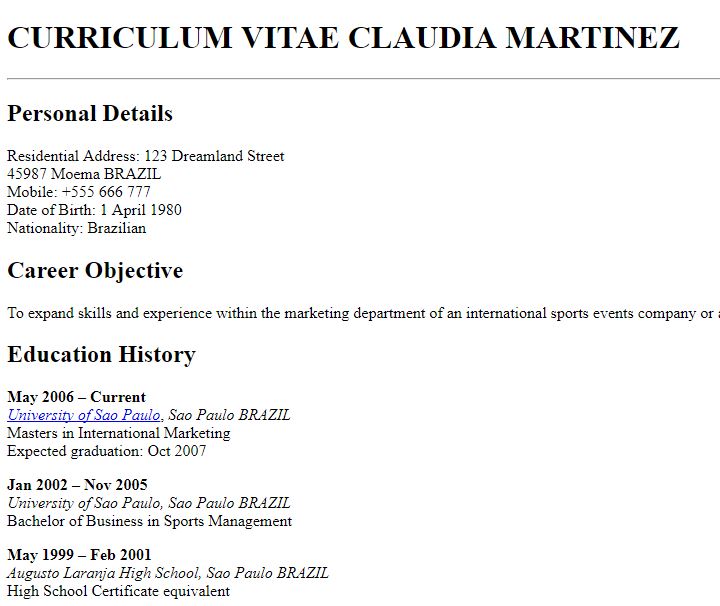 CURRICULUM VITAE CLAUDIA MARTINEZ
Personal Details
Residential Address: 123 Dreamland Street
45987 Moema BRAZIL
Mobile: +555 666 777
Date of Birth: 1 April 1980
Nationality: Brazilian
Career Objective
To expand skills and experience within the marketing department of an international sports events company or
Education History
May 2006 – Current
University of Sao Paulo, Sao Paulo BRAZIL
Masters in International Marketing
Expected graduation: Oct 2007
Jan 2002 – Nov 2005
University of Sao Paulo, Sao Paulo BRAZIL
Bachelor of Business in Sports Management
May 1999 – Feb 2001
Augusto Laranja High School, Sao Paulo BRAZIL
High School Certificate equivalent